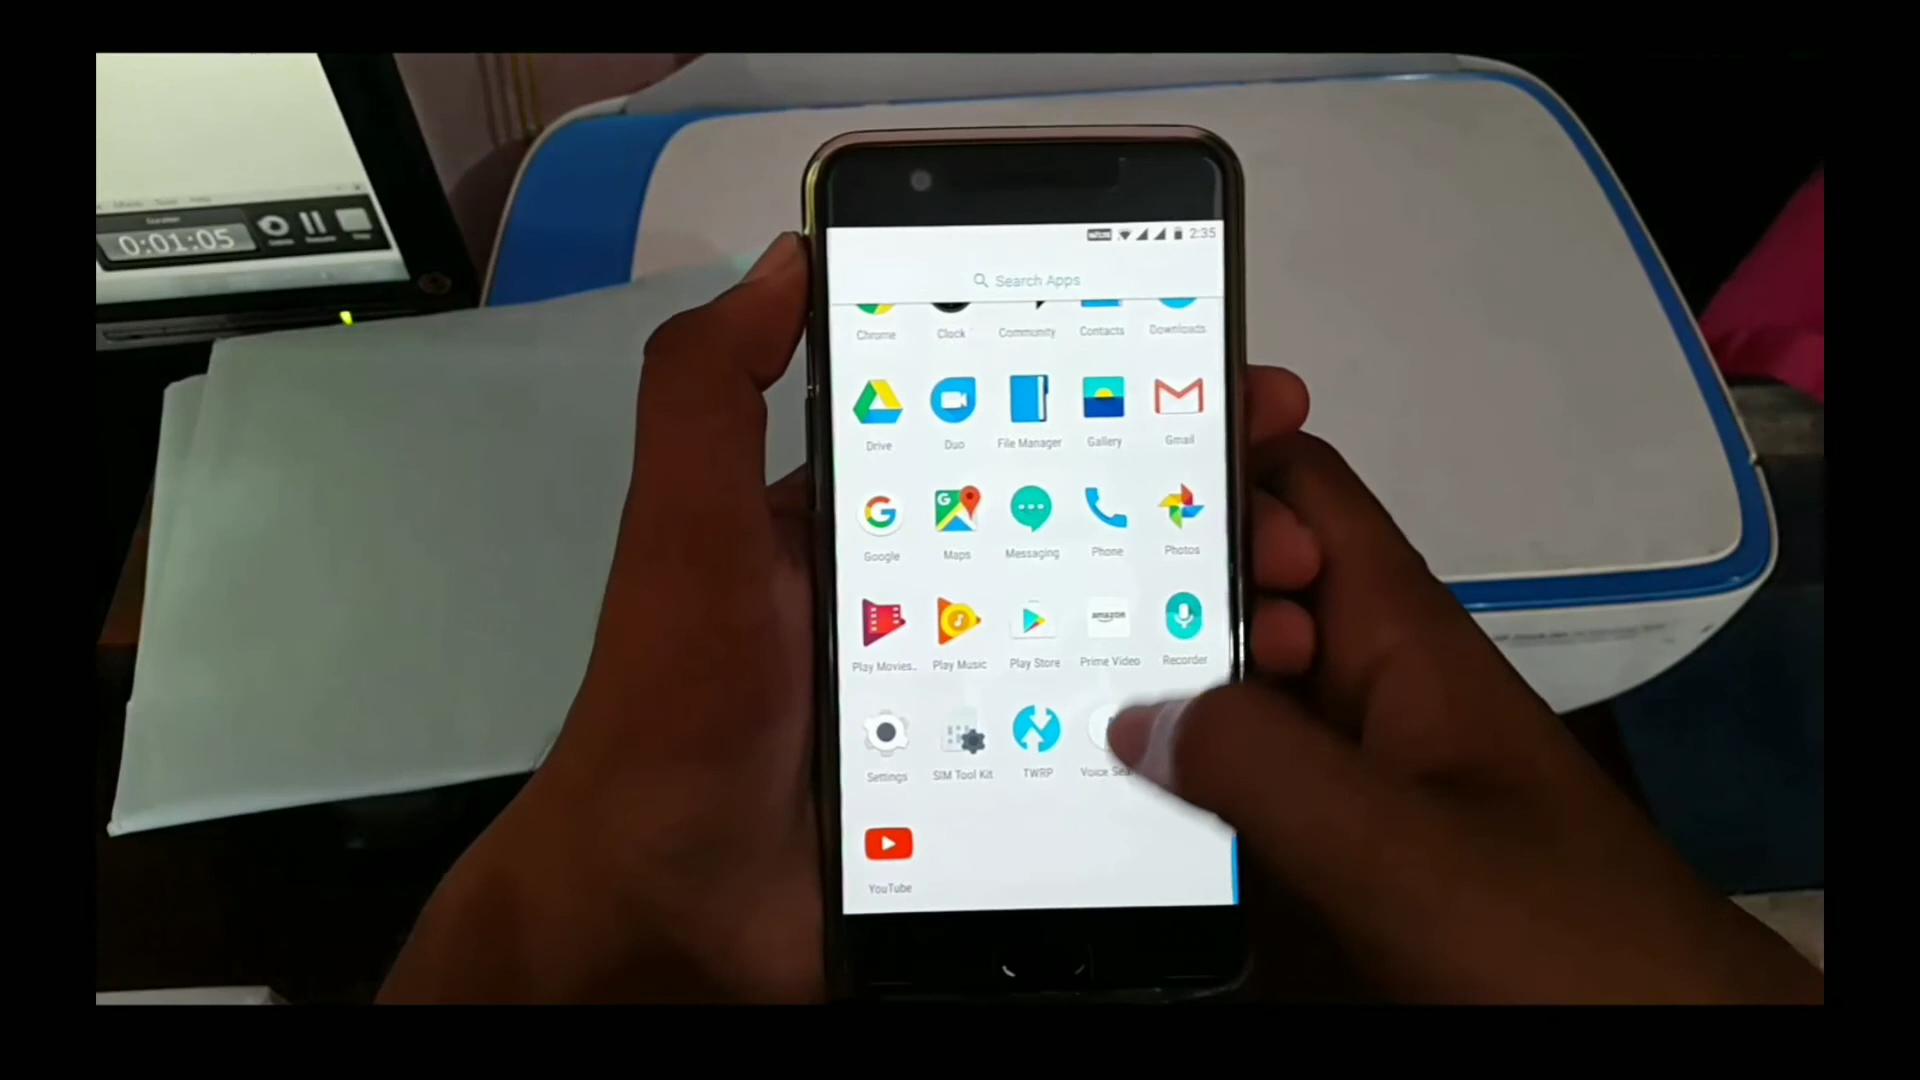 0:01:05
2:35
Search Apps
Chrome Clock Community Contacts Downloads
Drive Duo File Manager Gallery Gmail
G
Google Maps Messaging Phone Photos
amazon
Play Movies.. Play Music Play Store Prime Video Recorder
Settings SIM Tool Kit TWRP Voice Sear
YouTube